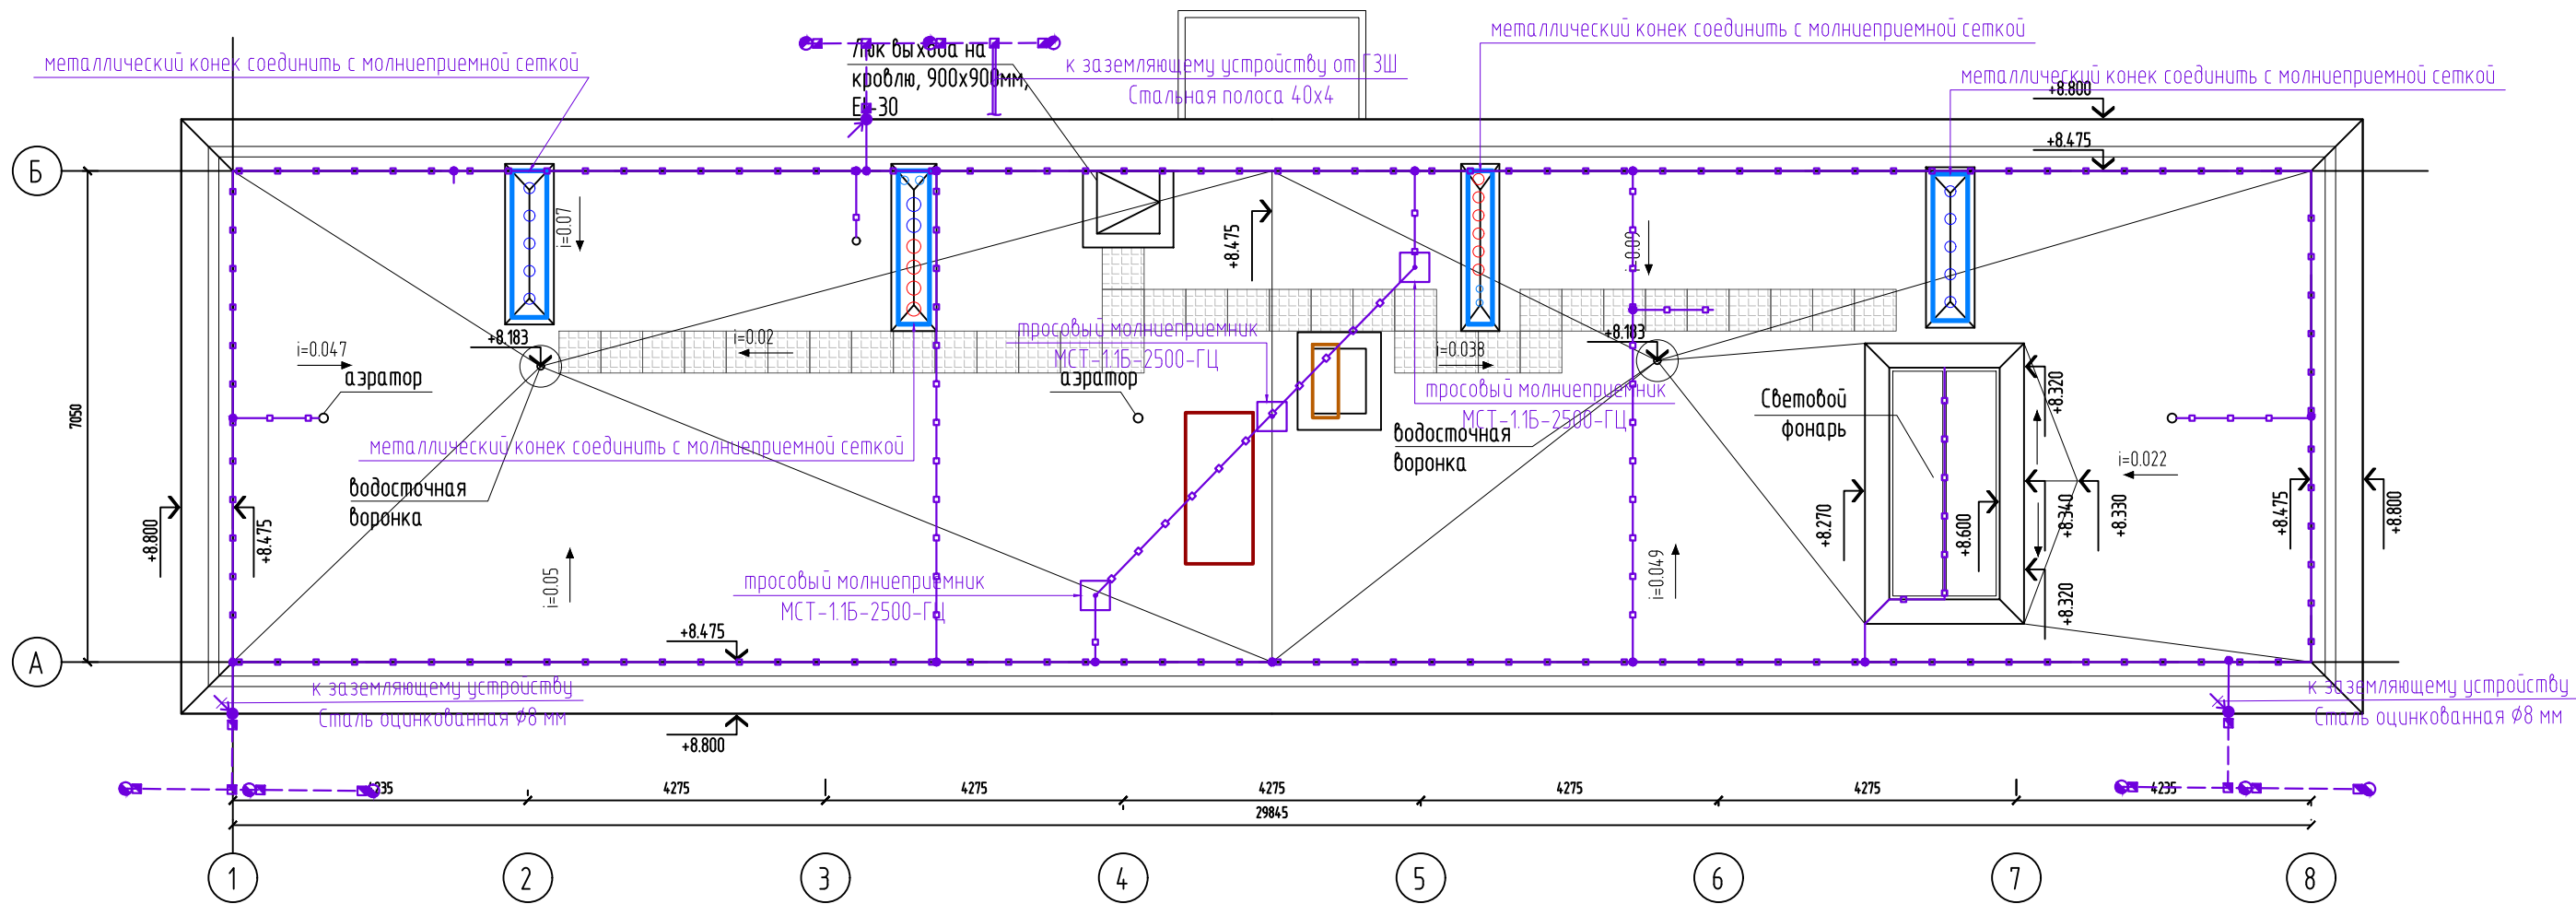 металлический конек соединить с молниеприемной сеткой
металлический конек соединить с молниеприемной сеткой
Люк выхода на
кровлю, 900х900мм,
EI-30
к заземляющему устройству от ГЗШ
Стальная полоса 40х4
металлический конек соединить с молниеприемной сеткой
+8.800
+8.475
Б
i=0.07
+8.475
i=0.09
+8.183
i=0.02
тросовый молниеприемник
МСТ-1.1Б-2500-ГЦ
+8.183
i=0.047
аэратор
аэратор
i=0.038
тросовый молниеприемник
МСТ-1.1Б-2500-ГЦ
Световой
фонарь
+8.320
7050
металлический конек соединить с молниеприемной сеткой
водосточная
воронка
i=0.022
водосточная
воронка
+8.800
+8.475
+8.270
+8.600
+8.340
+8.330
+8.475
+8.800
i=0.05
тросовый молниеприемник
МСТ-1.1Б-2500-ГЦ
i=0.049
+8.320
+8.475
А
к заземляющему устройству
Сталь оцинкованная ϕ8 мм
к заземляющему устройству
Сталь оцинкованная ϕ8 мм
+8.800
4235
4275
4275
4275
4275
4275
4235
29845
1
2
3
4
5
6
7
8